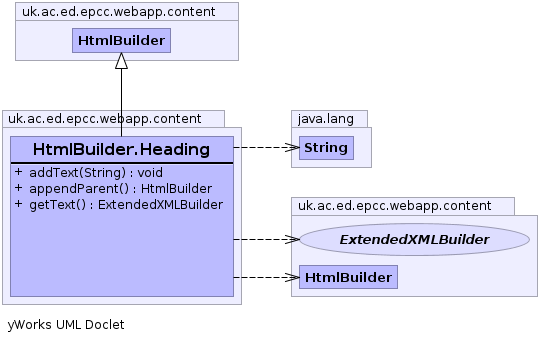 uk.ac.ed.epcc.webapp.content
HtmlBuilder
uk.ac.ed.epcc.webapp.content
HtmlBuilder.Heading
+ addText(String) : void
+ appendParent() : HtmlBuilder
+ getText() : ExtendedXMLBuilder
java.lang
String
uk.ac.ed.epcc.webapp.content
ExtendedXMLBuilder
HtmlBuilder
yWorks UML Doclet